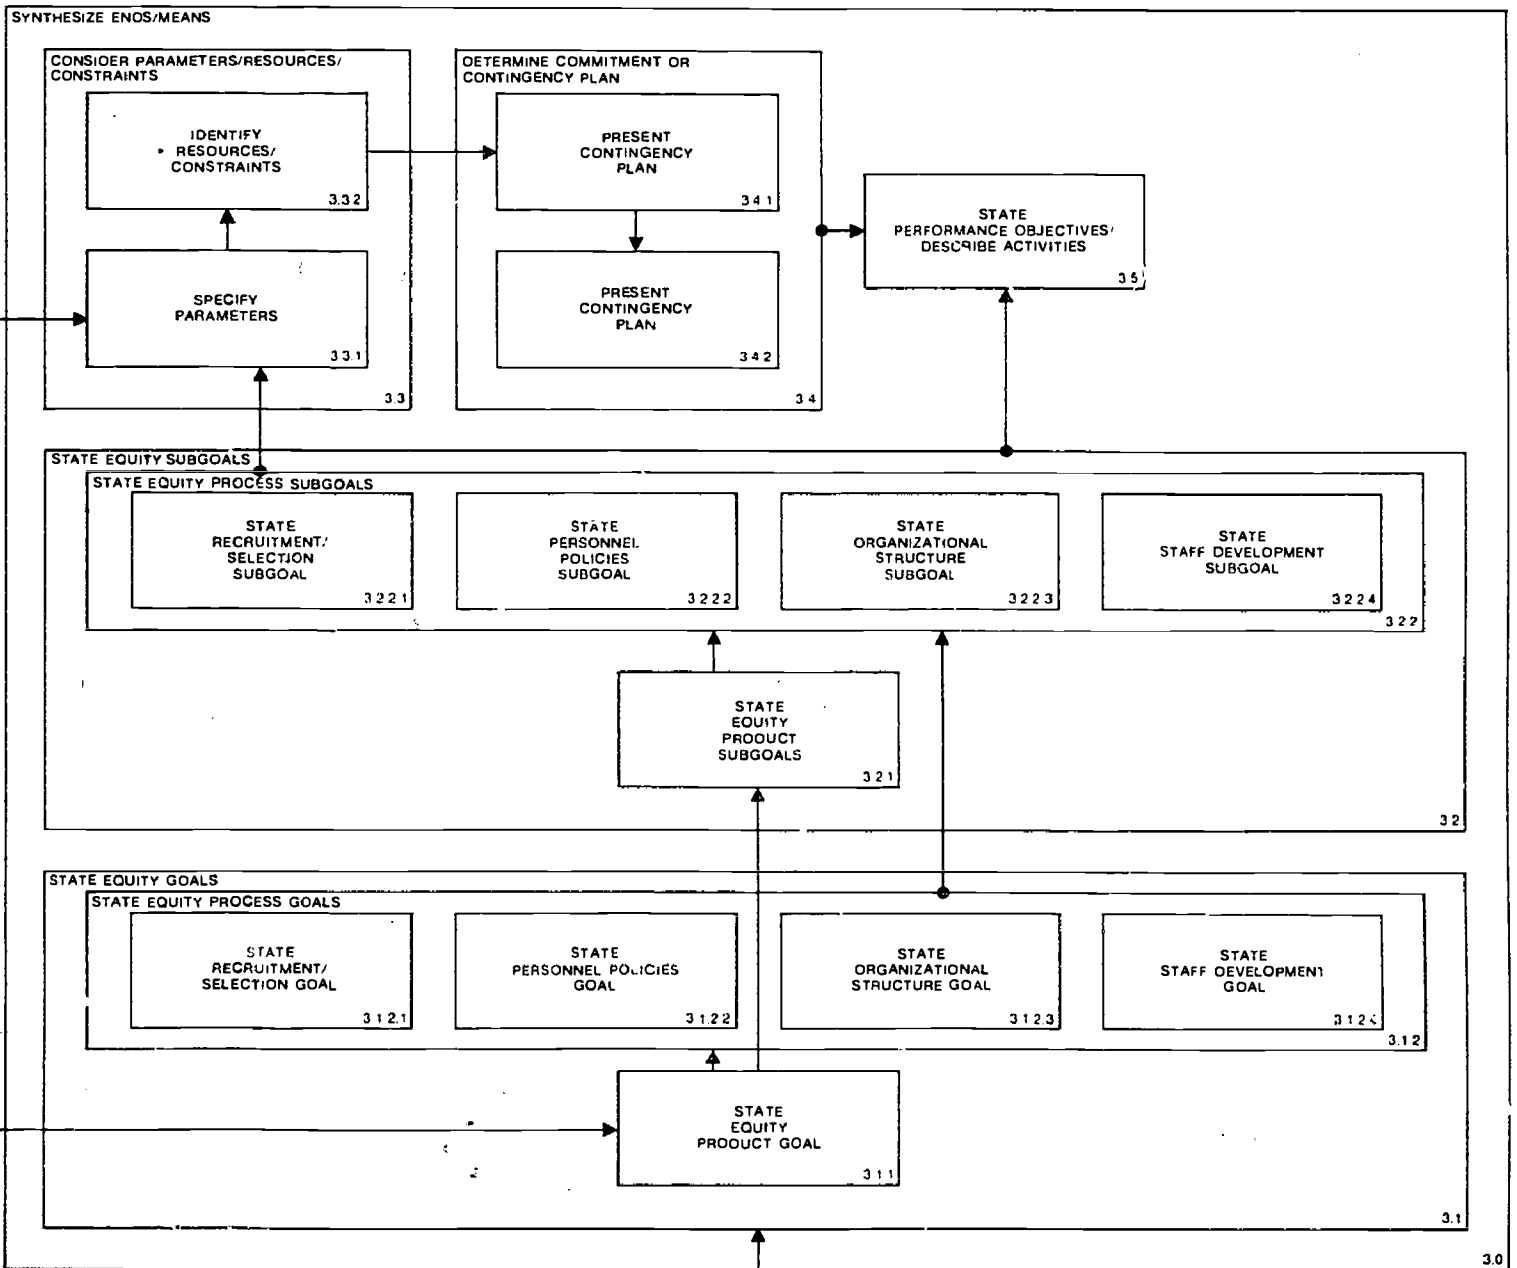 SYNTHESIZE ENOS/MEANS
CONSIDER PARAMETERS/RESOURCES/
CONSTRAINTS
IDENTIFY
RESOURCES/
CONSTRAINTS
3.3.2
SPECIFY
PARAMETERS
3.3.1
3.3
DETERMINE COMMITMENT OR
CONTINGENCY PLAN
PRESENT
CONTINGENCY
PLAN
3.4.1
PRESENT
CONTINGENCY
PLAN
3.4.2
3.4
STATE
PERFORMANCE OBJECTIVES/
DESCRIBE ACTIVITIES
3.5
STATE EQUITY SUBGOALS
STATE EQUITY PROCESS SUBGOALS
STATE
RECRUITMENT/
SELECTION
SUBGOAL
3.2.2.1
STATE
PERSONNEL
POLICIES
SUBGOAL
3.2.2.2
STATE
ORGANIZATIONAL
STRUCTURE
SUBGOAL
3.2.2.3
STATE
STAFF DEVELOPMENT
SUBGOAL
3.2.2.4
3.2.2
STATE
EQUITY
PRODUCT
SUBGOALS
3.2.1
3.2
STATE EQUITY GOALS
STATE EQUITY PROCESS GOALS
STATE
RECRUITMENT/
SELECTION GOAL
3.1.2.1
STATE
PERSONNEL POLICIES
GOAL
3.1.2.2
STATE
ORGANIZATIONAL
STRUCTURE GOAL
3.1.2.3
STATE
STAFF DEVELOPMENT
GOAL
3.1.2.4
3.1.2
STATE
EQUITY
PRODUCT GOAL
3.1.1
3.1
3.0